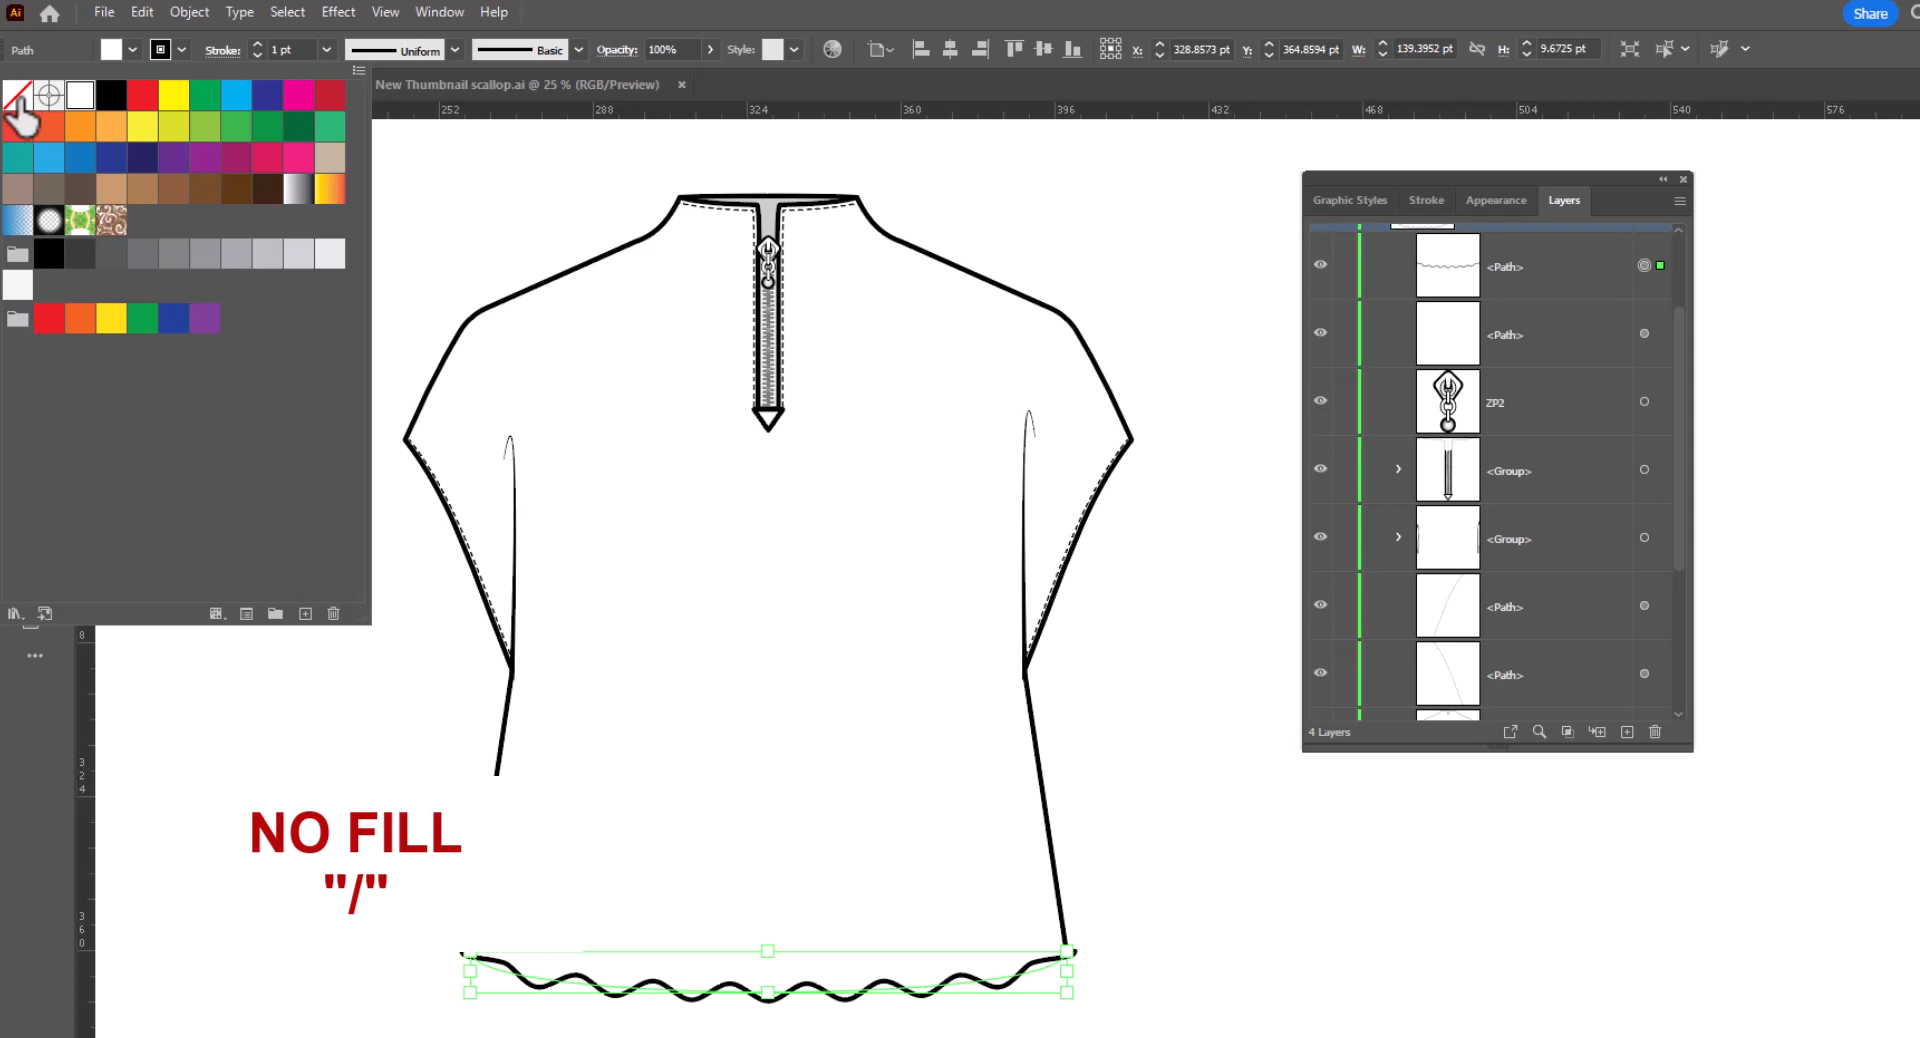 Ai File Edit Object Type Select Effect View Window Help Share
Path Stroke: 1 pt Uniform Basic Opacity: 100% Style: X: 328.8573 pt Y: 364.8594 pt W: 139.3952 pt H: 9.6725 pt
New Thumbnail scallop.ai @ 25 % (RGB/Preview)
252 288 324 360 396 432 468 504 540 576
Graphic Styles Stroke Appearance Layers
<Path>
<Path>
ZP2
<Group>
<Group>
<Path>
<Path>
4 Layers
8
324
360
NO FILL
"/"